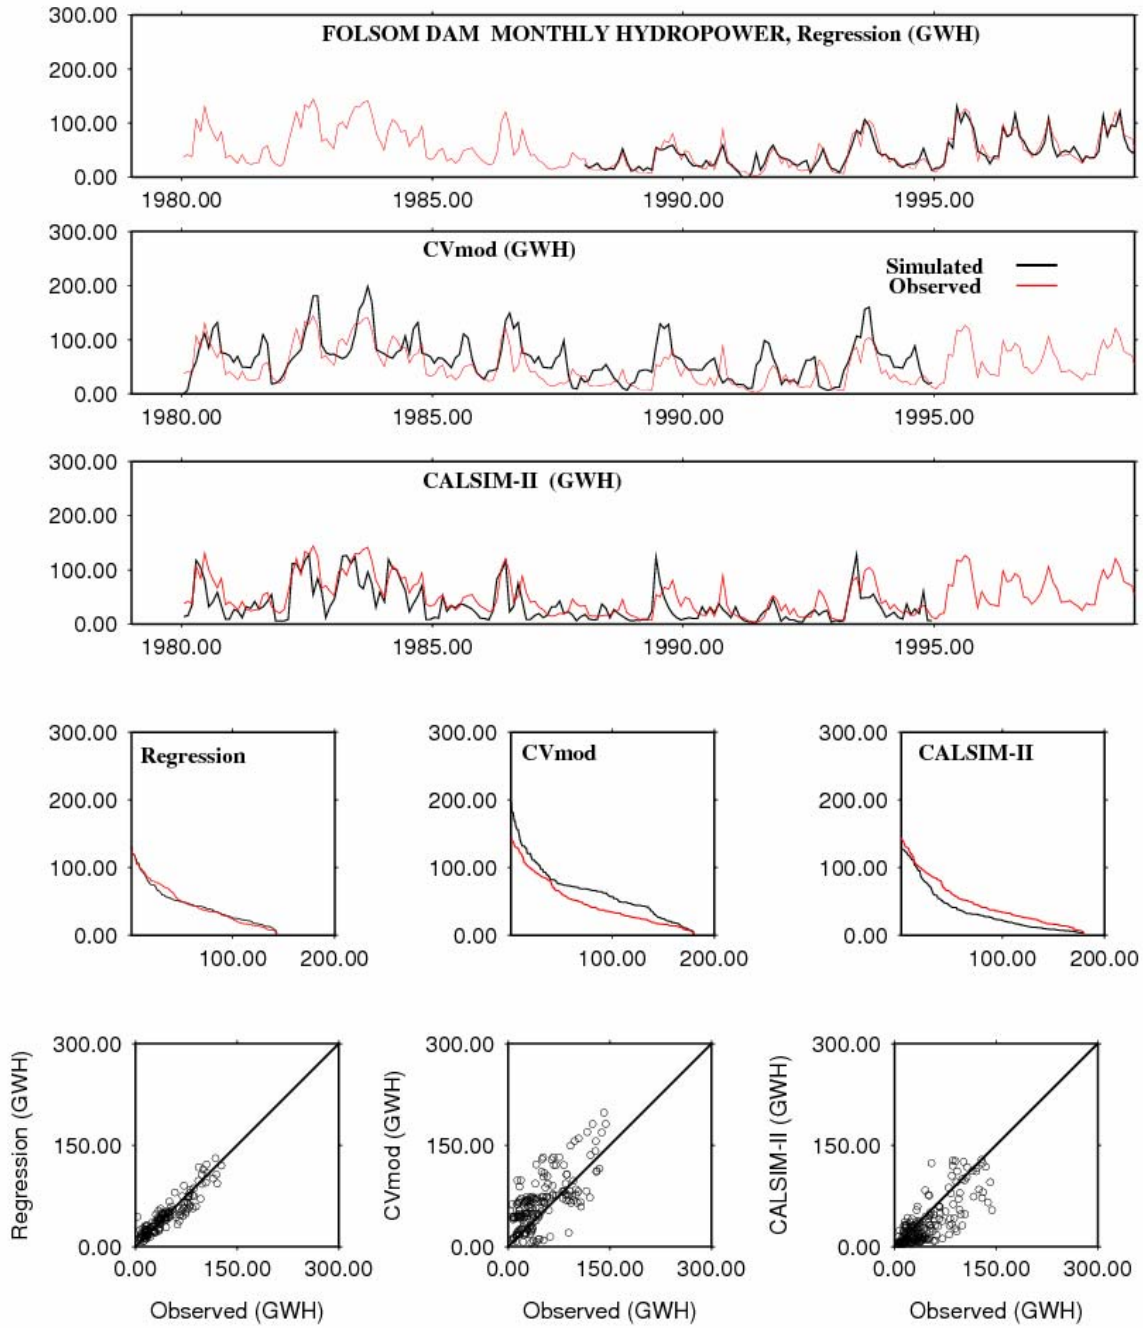 300.00
FOLSOM DAM MONTHLY HYDROPOWER, Regression (GWH)
200.00
100.00
0.00
1980.00 1985.00 1990.00 1995.00
300.00
CVmod (GWH)
Simulated
Observed
200.00
100.00
0.00
1980.00 1985.00 1990.00 1995.00
300.00
CALSIM-II (GWH)
200.00
100.00
0.00
1980.00 1985.00 1990.00 1995.00
300.00
Regression
200.00
100.00
0.00
100.00 200.00
300.00
CVmod
200.00
100.00
0.00
100.00 200.00
300.00
CALSIM-II
200.00
100.00
0.00
100.00 200.00
Regression (GWH)
300.00
150.00
0.00
0.00 150.00 300.00
Observed (GWH)
CVmod (GWH)
300.00
150.00
0.00
0.00 150.00 300.00
Observed (GWH)
CALSIM-II (GWH)
300.00
150.00
0.00
0.00 150.00 300.00
Observed (GWH)